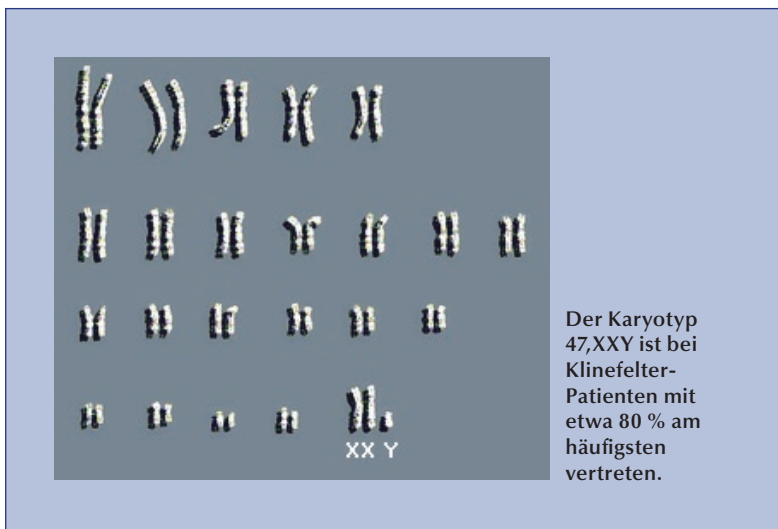 XX Y
Der Karyotyp
47,XXY ist bei
Klinefelter-
Patienten mit
etwa 80 % am
häufigsten
vertreten.